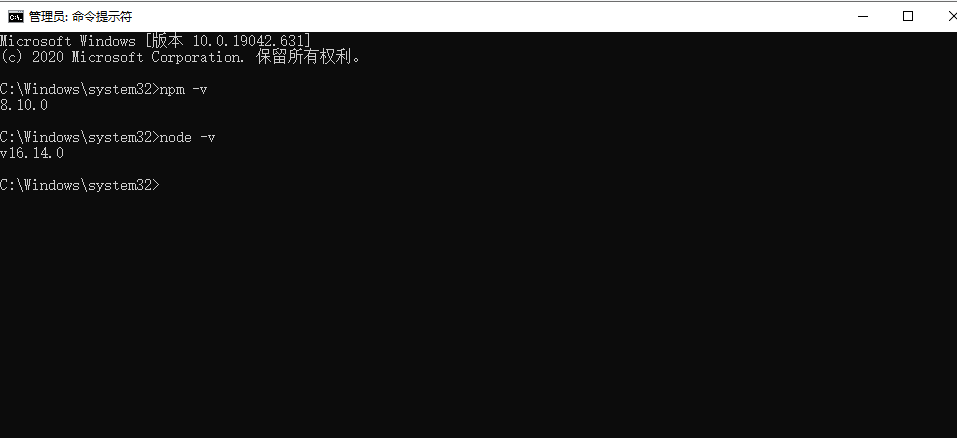 管理员: 命令提示符
Microsoft Windows [版本 10.0.19042.631]
(c) 2020 Microsoft Corporation. 保留所有权利。
C:\Windows\system32>npm -v
8.10.0
C:\Windows\system32>node -v
v16.14.0
C:\Windows\system32>